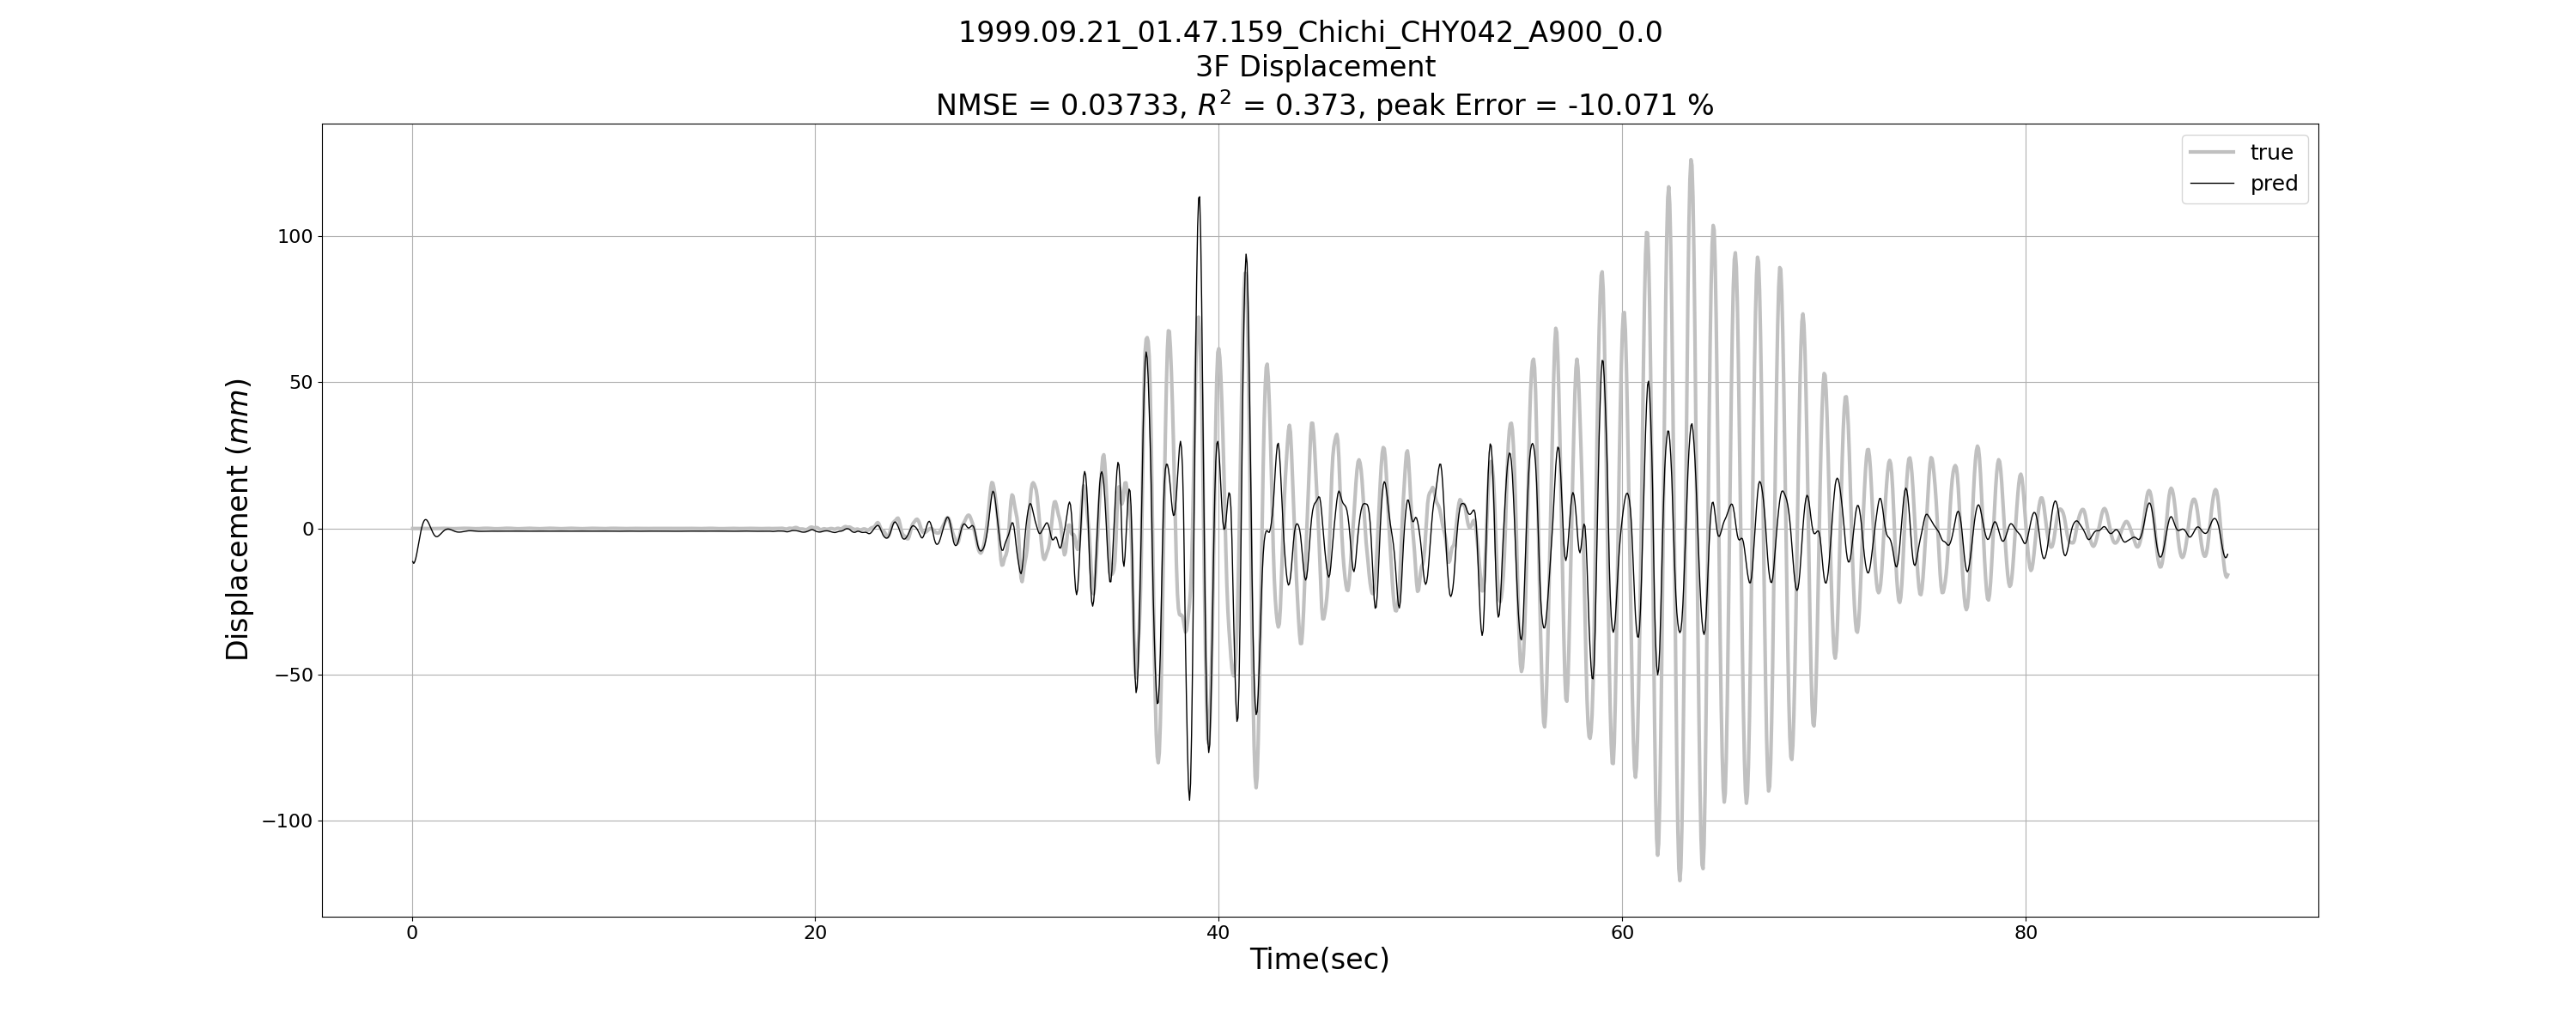 1999.09.21_01.47.159_Chichi_CHY042_A900_0.0
3F Displacement
NMSE = 0.03733, R² = 0.373, peak Error = -10.071 %
true
pred
Displacement (mm)
100
50
0
−50
−100
0 20 40 60 80
Time(sec)